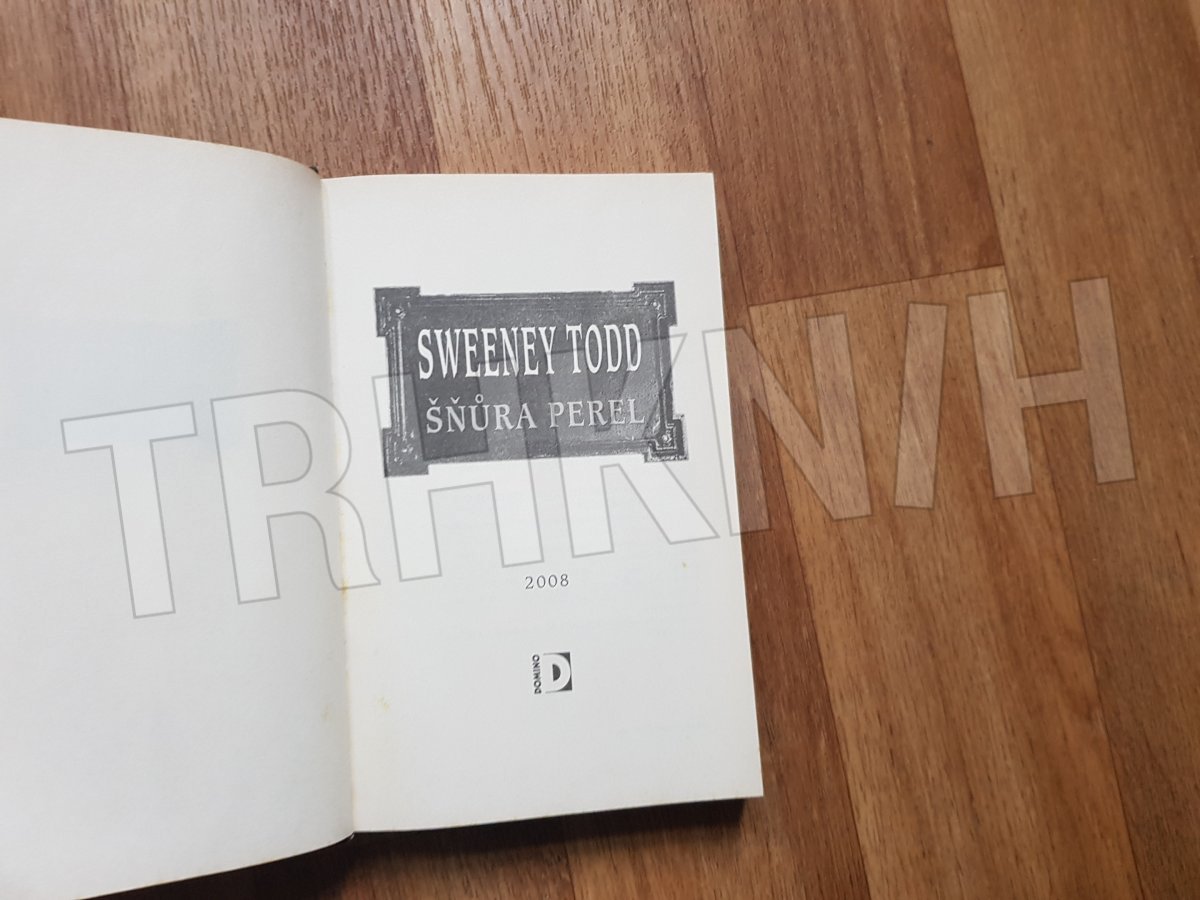 SWEENEY TODD
ŠŇŮRA PEREL
TRHKNIH
2008
DOMINO
D